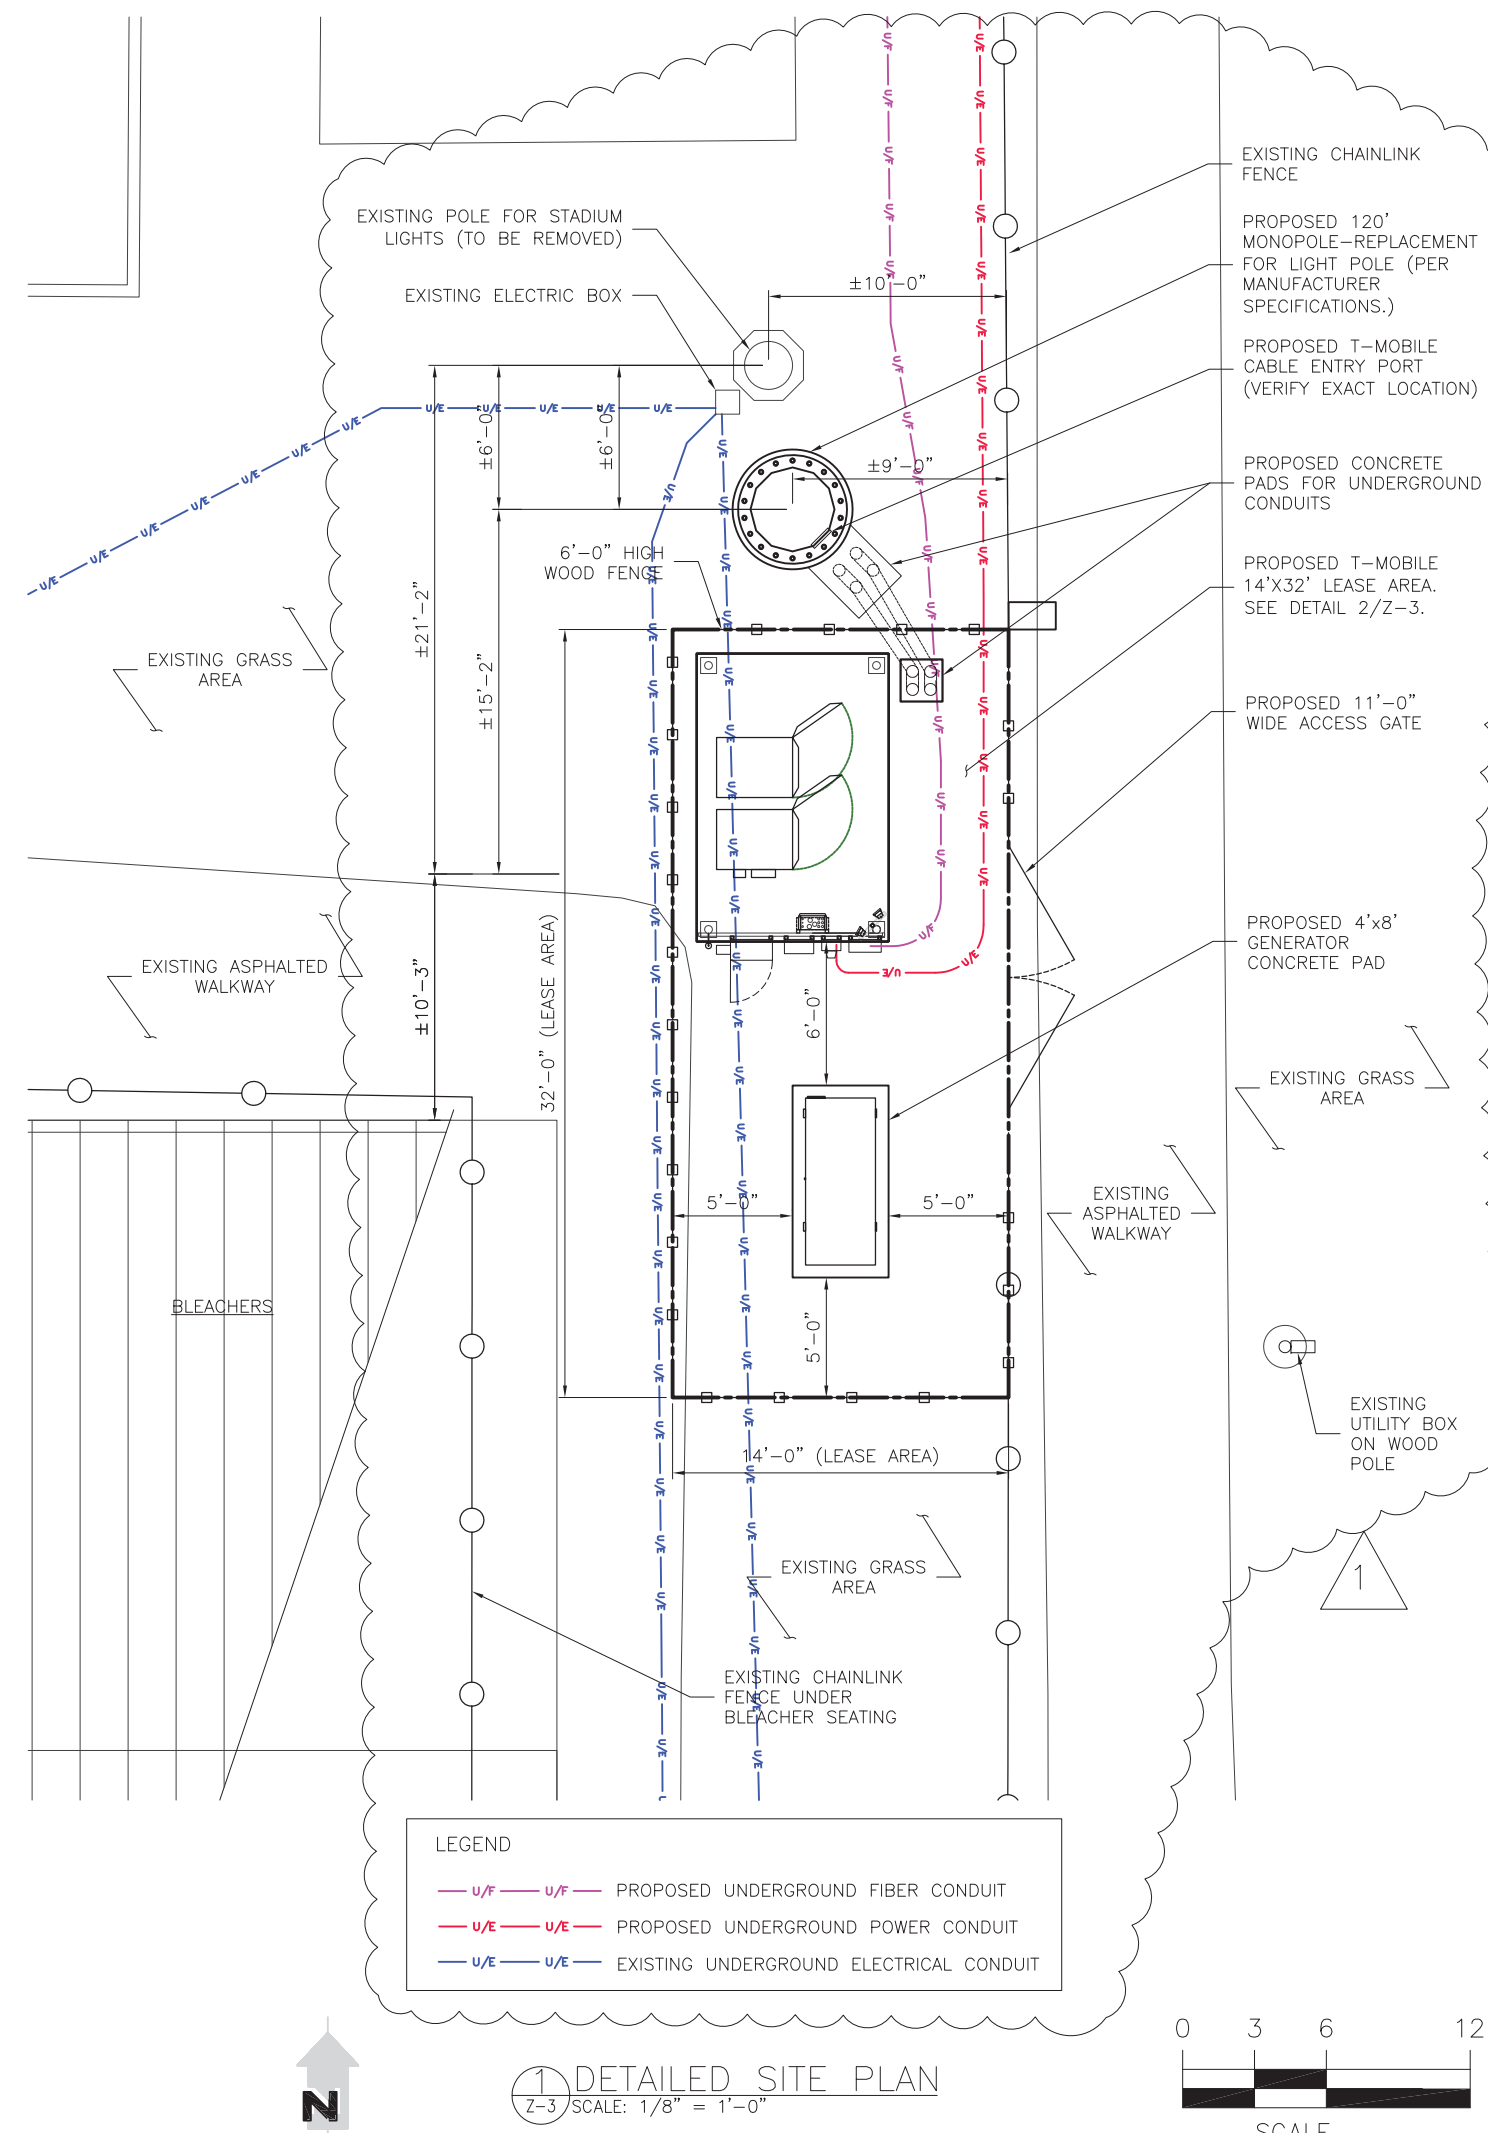 EXISTING CHAINLINK
FENCE
EXISTING POLE FOR STADIUM
LIGHTS (TO BE REMOVED)
PROPOSED 120'
MONOPOLE-REPLACEMENT
FOR LIGHT POLE (PER
MANUFACTURER
SPECIFICATIONS.)
EXISTING ELECTRIC BOX
±10'-0"
PROPOSED T-MOBILE
CABLE ENTRY PORT
(VERIFY EXACT LOCATION)
±6'-0"
±6'-0"
±9'-0"
PROPOSED CONCRETE
PADS FOR UNDERGROUND
CONDUITS
6'-0" HIGH
WOOD FENCE
PROPOSED T-MOBILE
14'X32' LEASE AREA.
SEE DETAIL 2/Z-3.
±21'-2"
±15'-2"
EXISTING GRASS
AREA
PROPOSED 11'-0"
WIDE ACCESS GATE
PROPOSED 4'x8'
GENERATOR
CONCRETE PAD
EXISTING ASPHALTED
WALKWAY
±10'-3"
32'-0" (LEASE AREA)
6'-0"
EXISTING GRASS
AREA
5'-0"
5'-0"
EXISTING
ASPHALTED
WALKWAY
BLEACHERS
5'-0"
EXISTING
UTILITY BOX
ON WOOD
POLE
14'-0" (LEASE AREA)
EXISTING GRASS
AREA
1
EXISTING CHAINLINK
FENCE UNDER
BLEACHER SEATING
U/E U/E U/E U/E U/E
U/E U/E U/E U/E U/E U/E
U/F U/F U/F U/F
U/E U/E U/E U/E
LEGEND
U/F U/F PROPOSED UNDERGROUND FIBER CONDUIT
U/E U/E PROPOSED UNDERGROUND POWER CONDUIT
U/E U/E EXISTING UNDERGROUND ELECTRICAL CONDUIT
N
1 DETAILED SITE PLAN
Z-3 SCALE: 1/8" = 1'-0"
0 3 6 12
SCALE